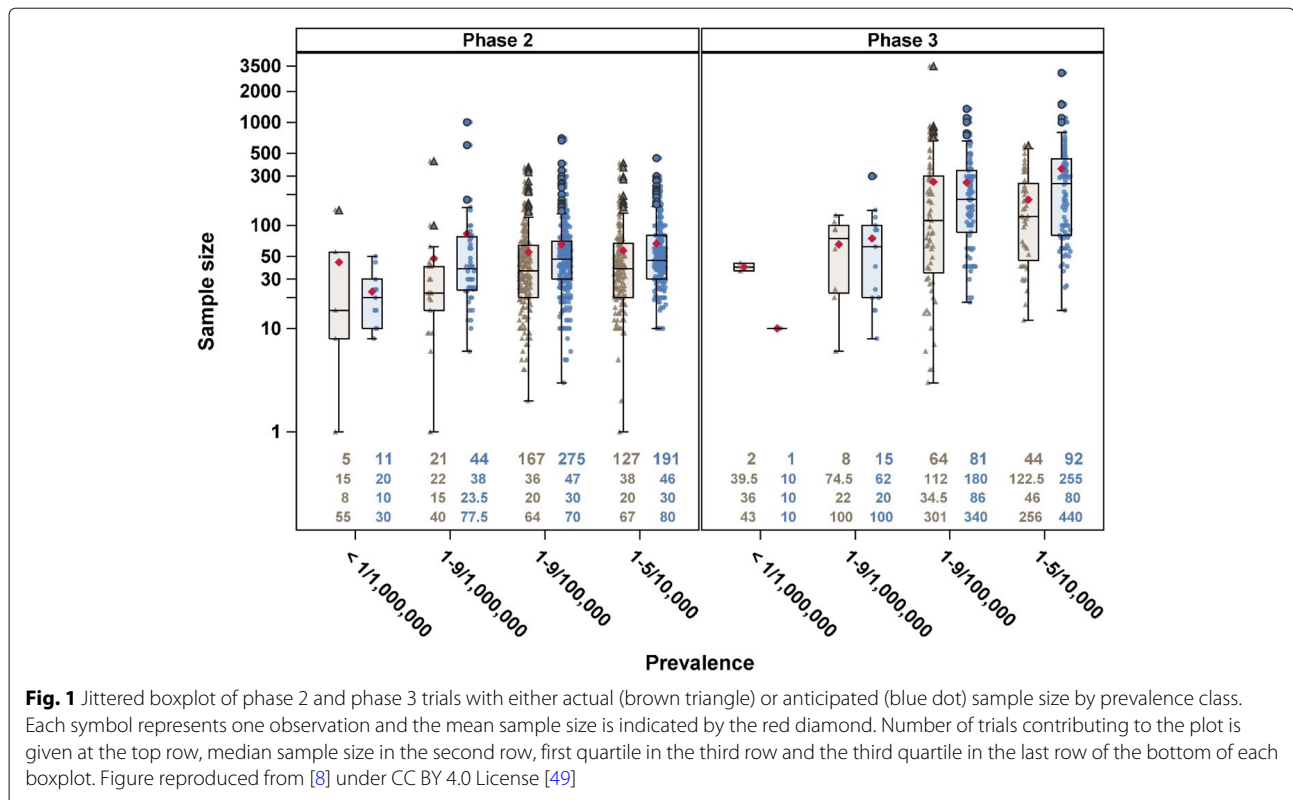 Phase 2
Phase 3
3500
2000
1000
500
300
100
50
30
10
1
Sample size
5 11 21 44 167 275 127 191 2 1 8 15 64 81 44 92
15 20 22 38 36 47 38 46 39.5 10 74.5 62 112 180 122.5 255
8 10 15 23.5 20 30 20 30 36 10 22 20 34.5 86 46 80
55 30 40 77.5 64 70 67 80 43 10 100 100 301 340 256 440
< 1/1,000,000
1-9/1,000,000
1-9/100,000
1-5/10,000
< 1/1,000,000
1-9/1,000,000
1-9/100,000
1-5/10,000
Prevalence
Fig. 1 Jittered boxplot of phase 2 and phase 3 trials with either actual (brown triangle) or anticipated (blue dot) sample size by prevalence class.
Each symbol represents one observation and the mean sample size is indicated by the red diamond. Number of trials contributing to the plot is
given at the top row, median sample size in the second row, first quartile in the third row and the third quartile in the last row of the bottom of each
boxplot. Figure reproduced from [8] under CC BY 4.0 License [49]